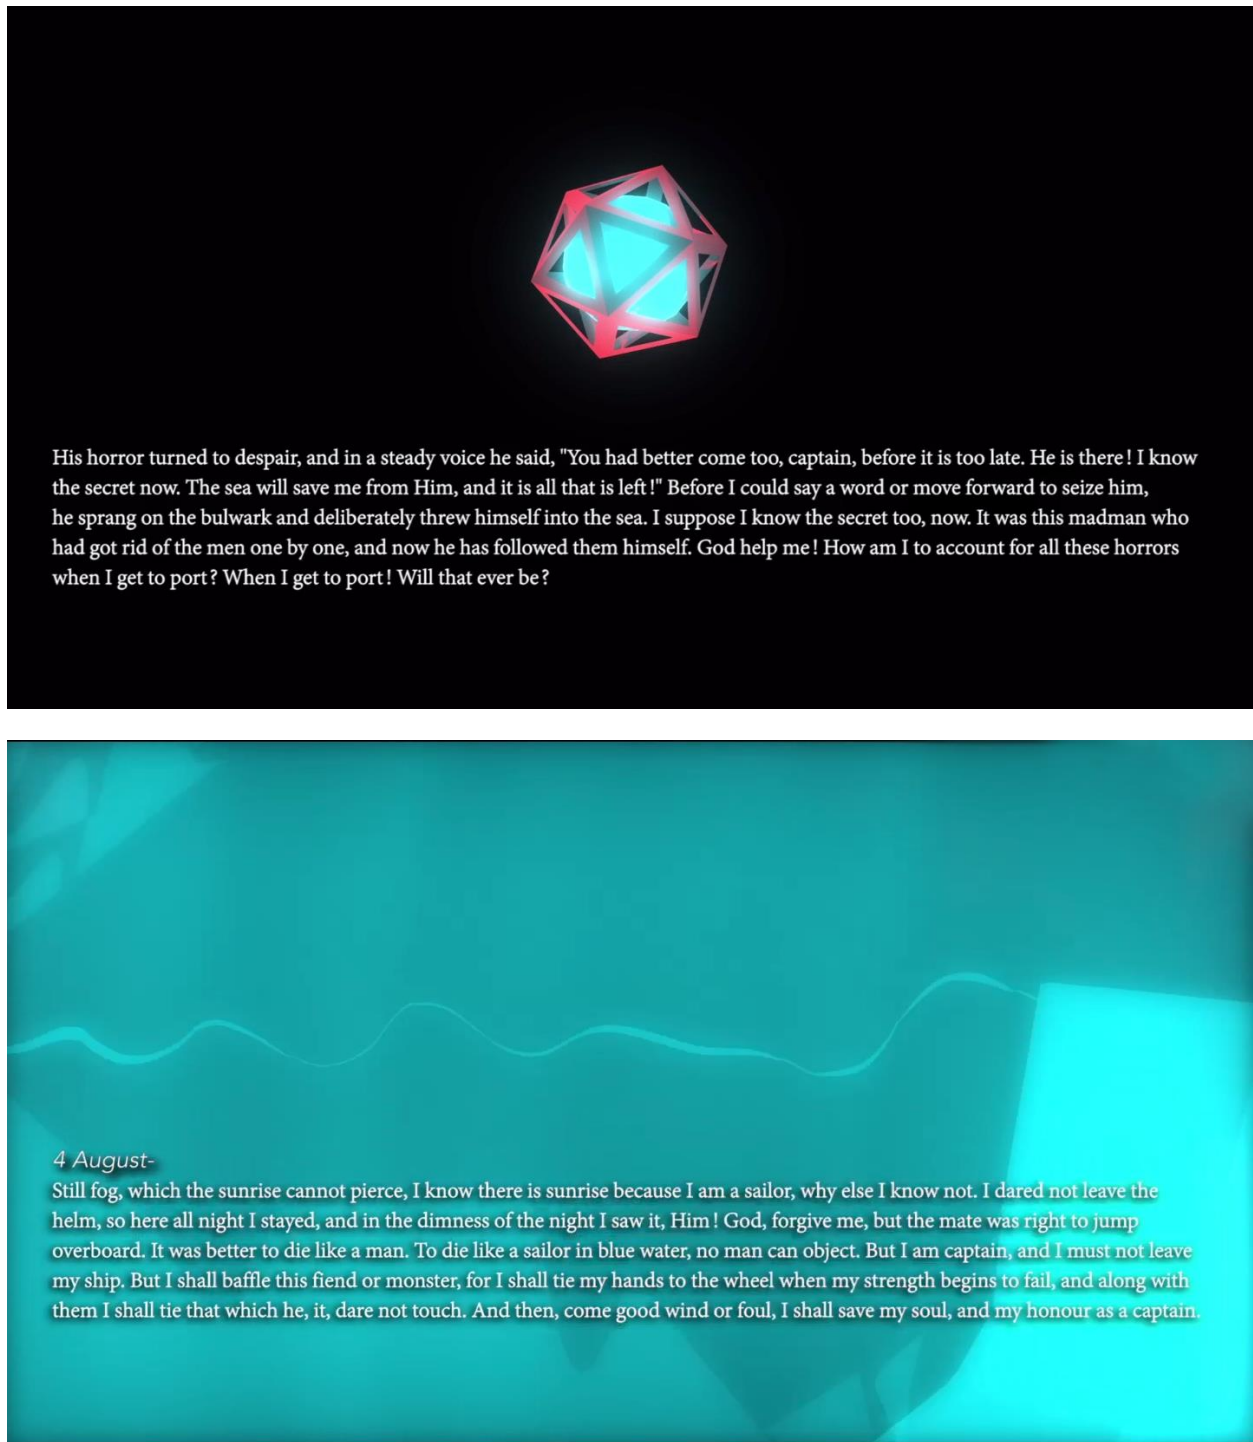 His horror turned to despair, and in a steady voice he said, "You had better come too, captain, before it is too late. He is there! I know
the secret now. The sea will save me from Him, and it is all that is left!" Before I could say a word or move forward to seize him,
he sprang on the bulwark and deliberately threw himself into the sea. I suppose I know the secret too, now. It was this madman who
had got rid of the men one by one, and now he has followed them himself. God help me! How am I to account for all these horrors
when I get to port? When I get to port! Will that ever be?
4 August-
Still fog, which the sunrise cannot pierce, I know there is sunrise because I am a sailor, why else I know not. I dared not leave the
helm, so here all night I stayed, and in the dimness of the night I saw it, Him! God, forgive me, but the mate was right to jump
overboard. It was better to die like a man. To die like a sailor in blue water, no man can object. But I am captain, and I must not leave
my ship. But I shall baffle this fiend or monster, for I shall tie my hands to the wheel when my strength begins to fail, and along with
them I shall tie that which he, it, dare not touch. And then, come good wind or foul, I shall save my soul, and my honour as a captain.